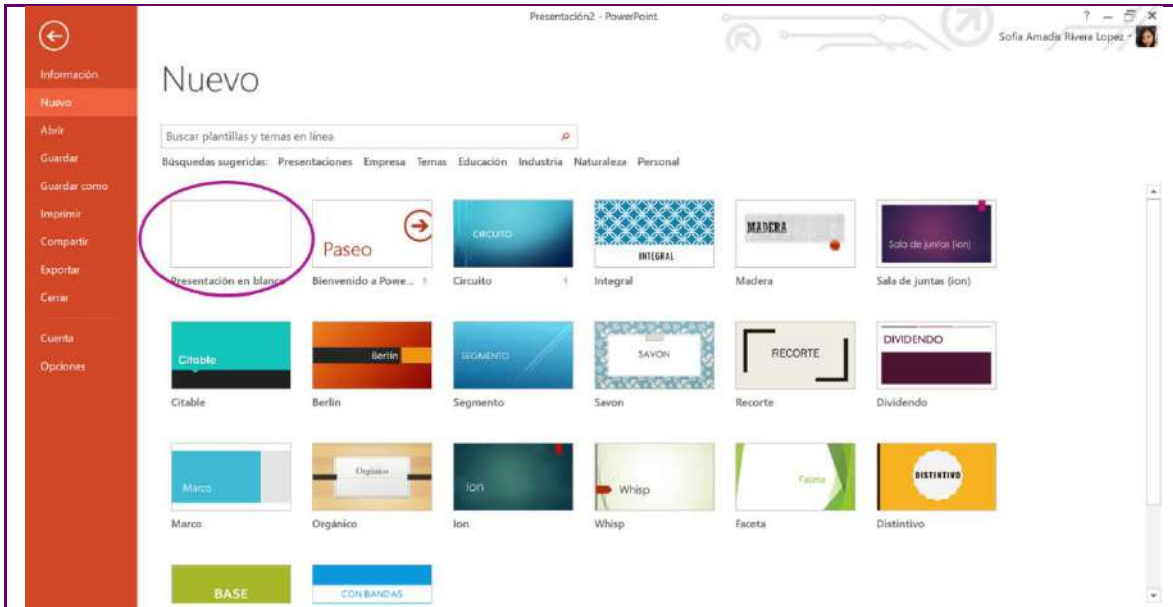 Presentación2 - PowerPoint
? – ×
Sofia Amadis Rivera Lopez
Información
Nuevo
Abrir
Guardar
Guardar como
Imprimir
Compartir
Exportar
Cerrar
Cuenta
Opciones
Nuevo
Buscar plantillas y temas en línea
Búsquedas sugeridas: Presentaciones Empresa Temas Educación Industria Naturaleza Personal
Paseo
CIRCUITO
INTEGRAL
MADERA
Sala de juntas (ion)
Presentación en blanco
Bienvenido a Powe...
Circuito
Integral
Madera
Sala de juntas (ion)
Citable
Berlín
SEGMENTO
SAVON
RECORTE
DIVIDENDO
Citable
Berlín
Segmento
Savon
Recorte
Dividendo
Marco
Orgánico
Ion
Whisp
Faceta
DISTINTIVO
Marco
Orgánico
Ion
Whisp
Faceta
Distintivo
BASE
CON BANDAS